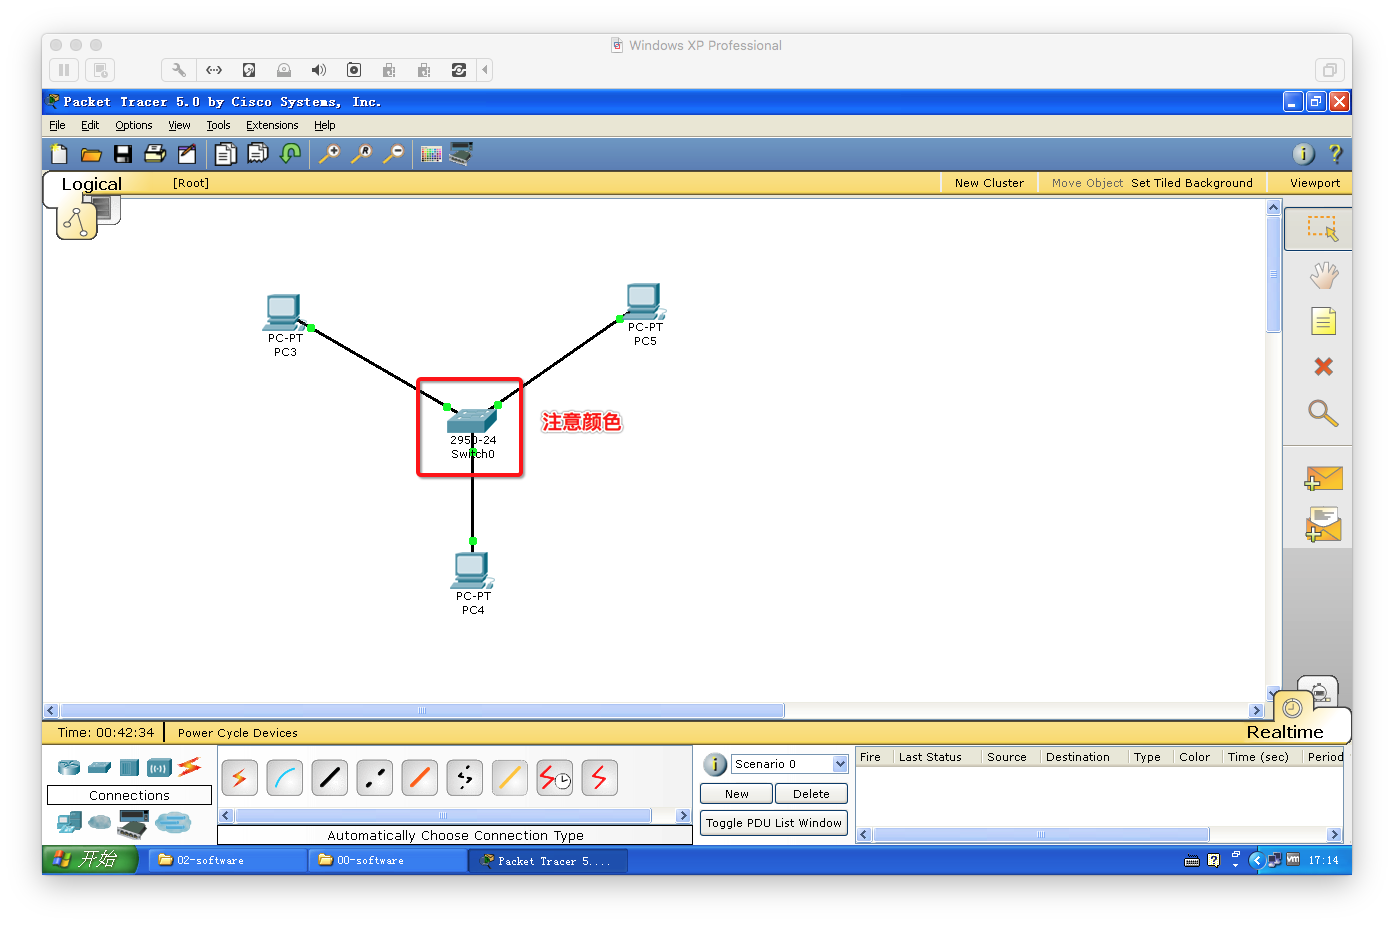 Windows XP Professional
Packet Tracer 5.0 by Cisco Systems, Inc.
File Edit Options View Tools Extensions Help
Logical [Root] New Cluster Move Object Set Tiled Background Viewport
PC-PT
PC3
PC-PT
PC5
注意颜色
2950-24
Switch0
PC-PT
PC4
Time: 00:42:34 Power Cycle Devices
Realtime
Connections
Automatically Choose Connection Type
Scenario 0
New Delete
Toggle PDU List Window
Fire Last Status Source Destination Type Color Time (sec) Period
开始 02-software 00-software Packet Tracer 5.... 17:14